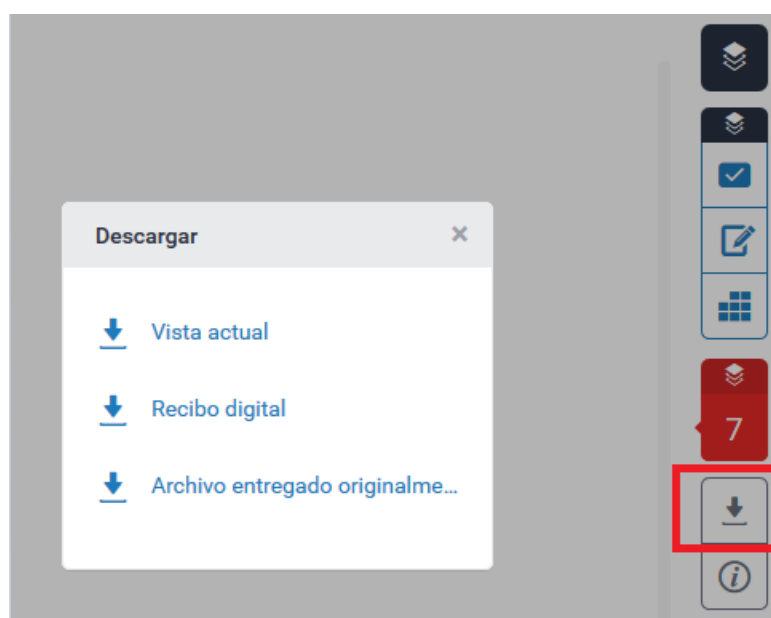 Descargar
Vista actual
Recibo digital
Archivo entregado originalme...
7